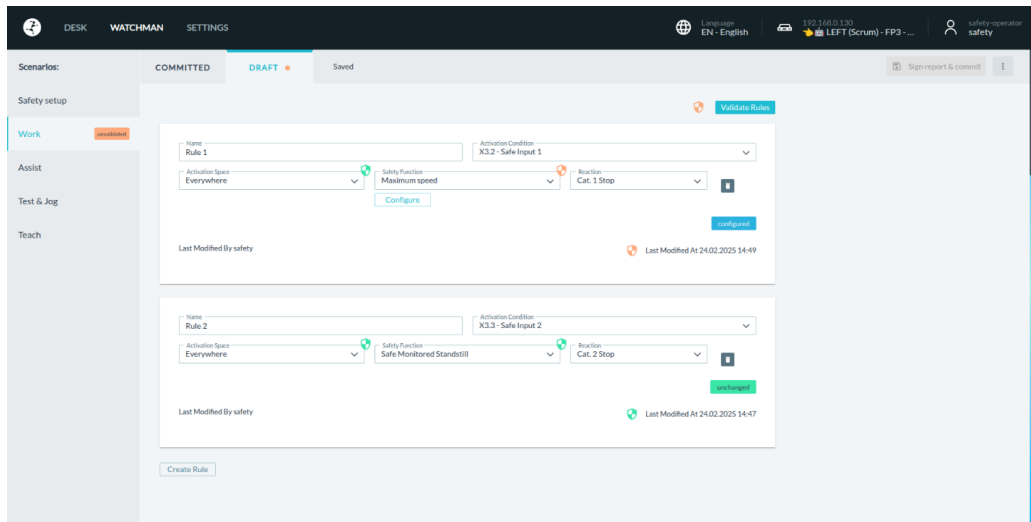 DESK WATCHMAN SETTINGS
Language
EN - English
192.168.0.130
LEFT (Scrum) - FP3 - ...
safety-operator
safety
Scenarios:
COMMITTED DRAFT Saved
Sign report & commit
Safety setup
Work unvalidated
Assist
Test & Jog
Teach
Validate Rules
Name
Rule 1
Activation Condition
X3.2 - Safe Input 1
Activation Space
Everywhere
Safety Function
Maximum speed
Reaction
Cat. 1 Stop
Configure
configured
Last Modified By safety
Last Modified At 24.02.2025 14:49
Name
Rule 2
Activation Condition
X3.3 - Safe Input 2
Activation Space
Everywhere
Safety Function
Safe Monitored Standstill
Reaction
Cat. 2 Stop
unchanged
Last Modified By safety
Last Modified At 24.02.2025 14:47
Create Rule